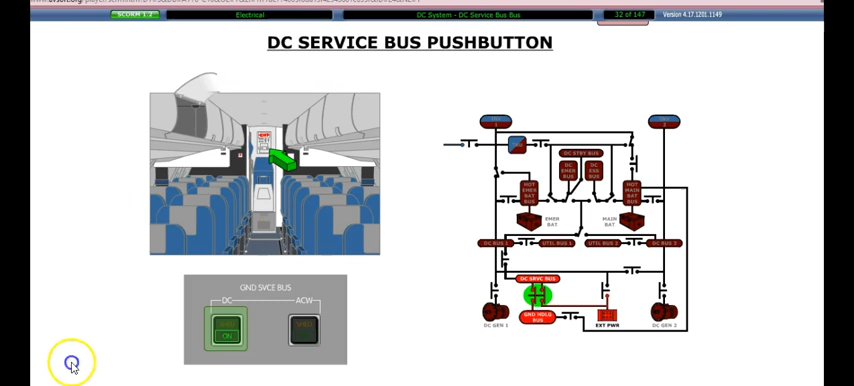 SCORM 1.2
Electrical
DC System - DC Service Bus
32 of 147
Version 4.17.1201.1149
DC SERVICE BUS PUSHBUTTON
1
2
DC STBY BUS
DC
EMER
BUS
DC
ESS
BUS
HOT
EMER
BAT
BUS
HOT
MAIN
BAT
BUS
EMER
BAT
MAIN
BAT
DC BUS 1
UTIL BUS 1
UTIL BUS 2
DC BUS 2
DC SRVC BUS
GND HDLG
BUS
DC GEN 1
EXT PWR
DC GEN 2
GND SVCE BUS
DC
ACW
SHED
SHED
ON